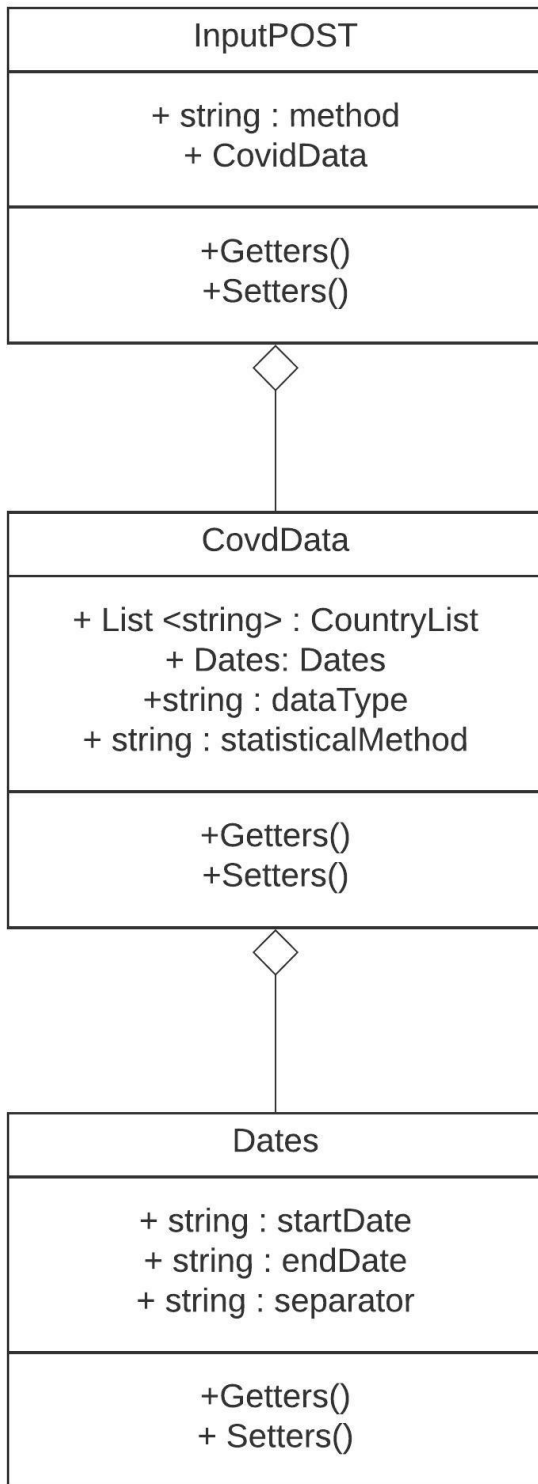 InputPOST
+ string : method
+ CovidData
+Getters()
+Setters()
CovdData
+ List <string> : CountryList
+ Dates: Dates
+string : dataType
+ string : statisticalMethod
+Getters()
+Setters()
Dates
+ string : startDate
+ string : endDate
+ string : separator
+Getters()
+ Setters()